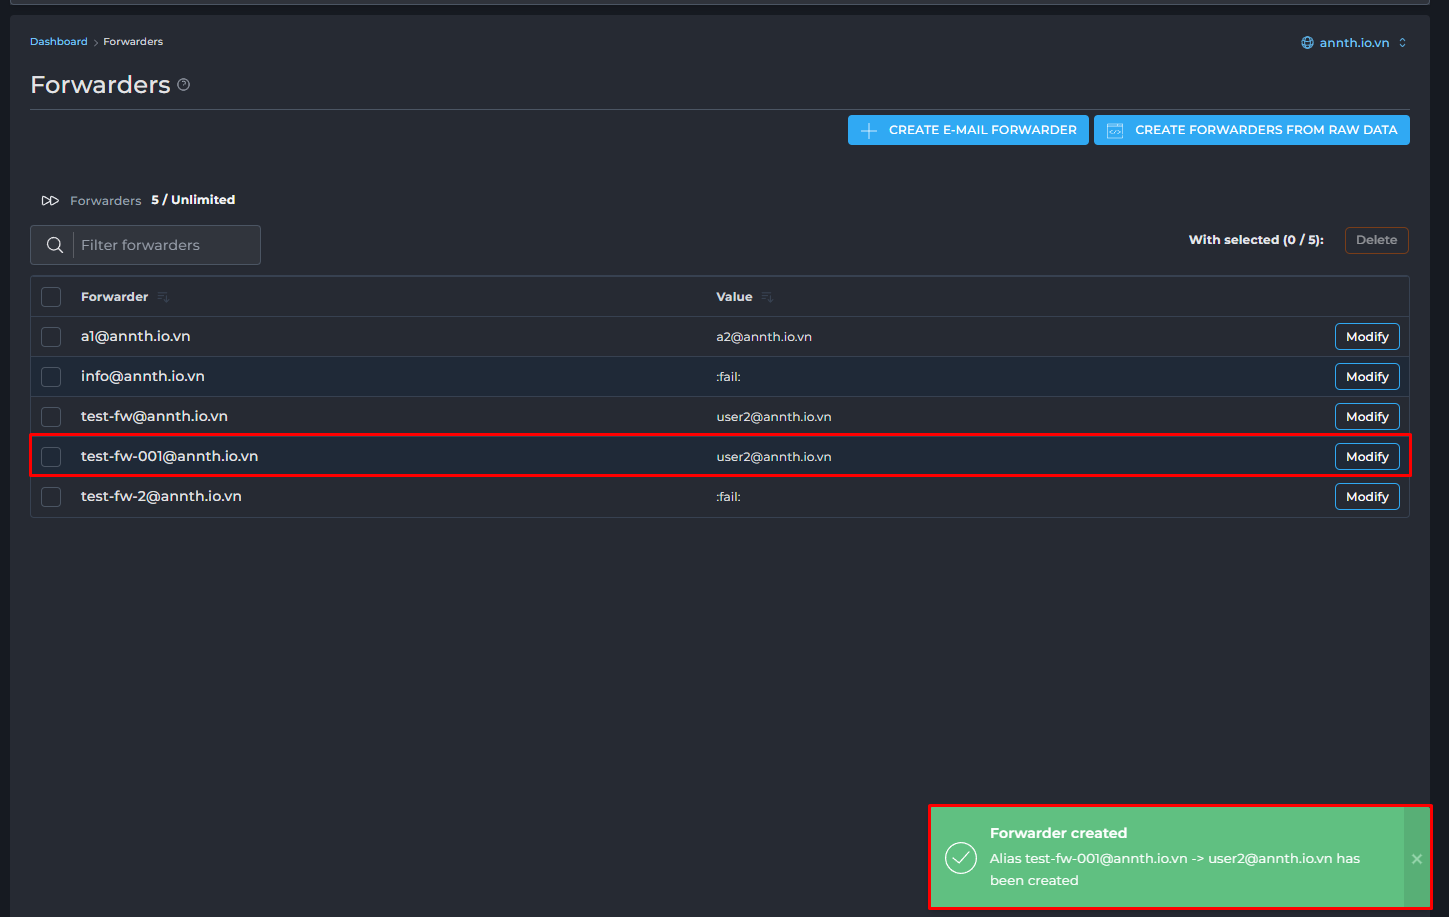 Dashboard > Forwarders
annth.io.vn
Forwarders
CREATE E-MAIL FORWARDER
CREATE FORWARDERS FROM RAW DATA
Forwarders 5 / Unlimited
Filter forwarders
With selected (0 / 5):
Delete
Forwarder Value
a1@annth.io.vn a2@annth.io.vn Modify
info@annth.io.vn :fail: Modify
test-fw@annth.io.vn user2@annth.io.vn Modify
test-fw-001@annth.io.vn user2@annth.io.vn Modify
test-fw-2@annth.io.vn :fail: Modify
Forwarder created
Alias test-fw-001@annth.io.vn -> user2@annth.io.vn has
been created